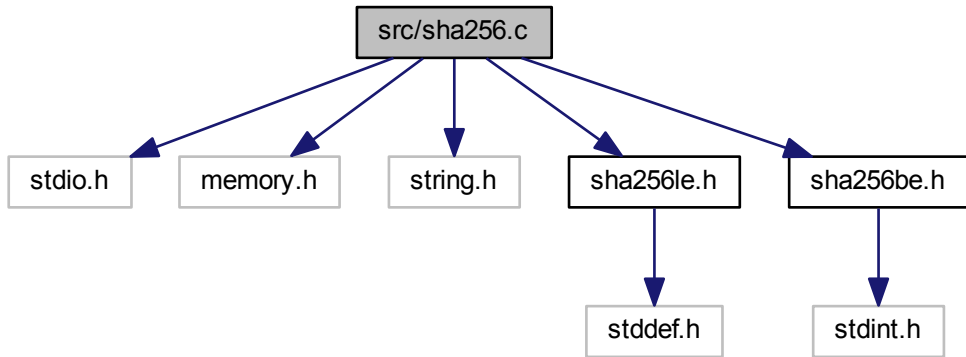 src/sha256.c
stdio.h
memory.h
string.h
sha256le.h
sha256be.h
stddef.h
stdint.h